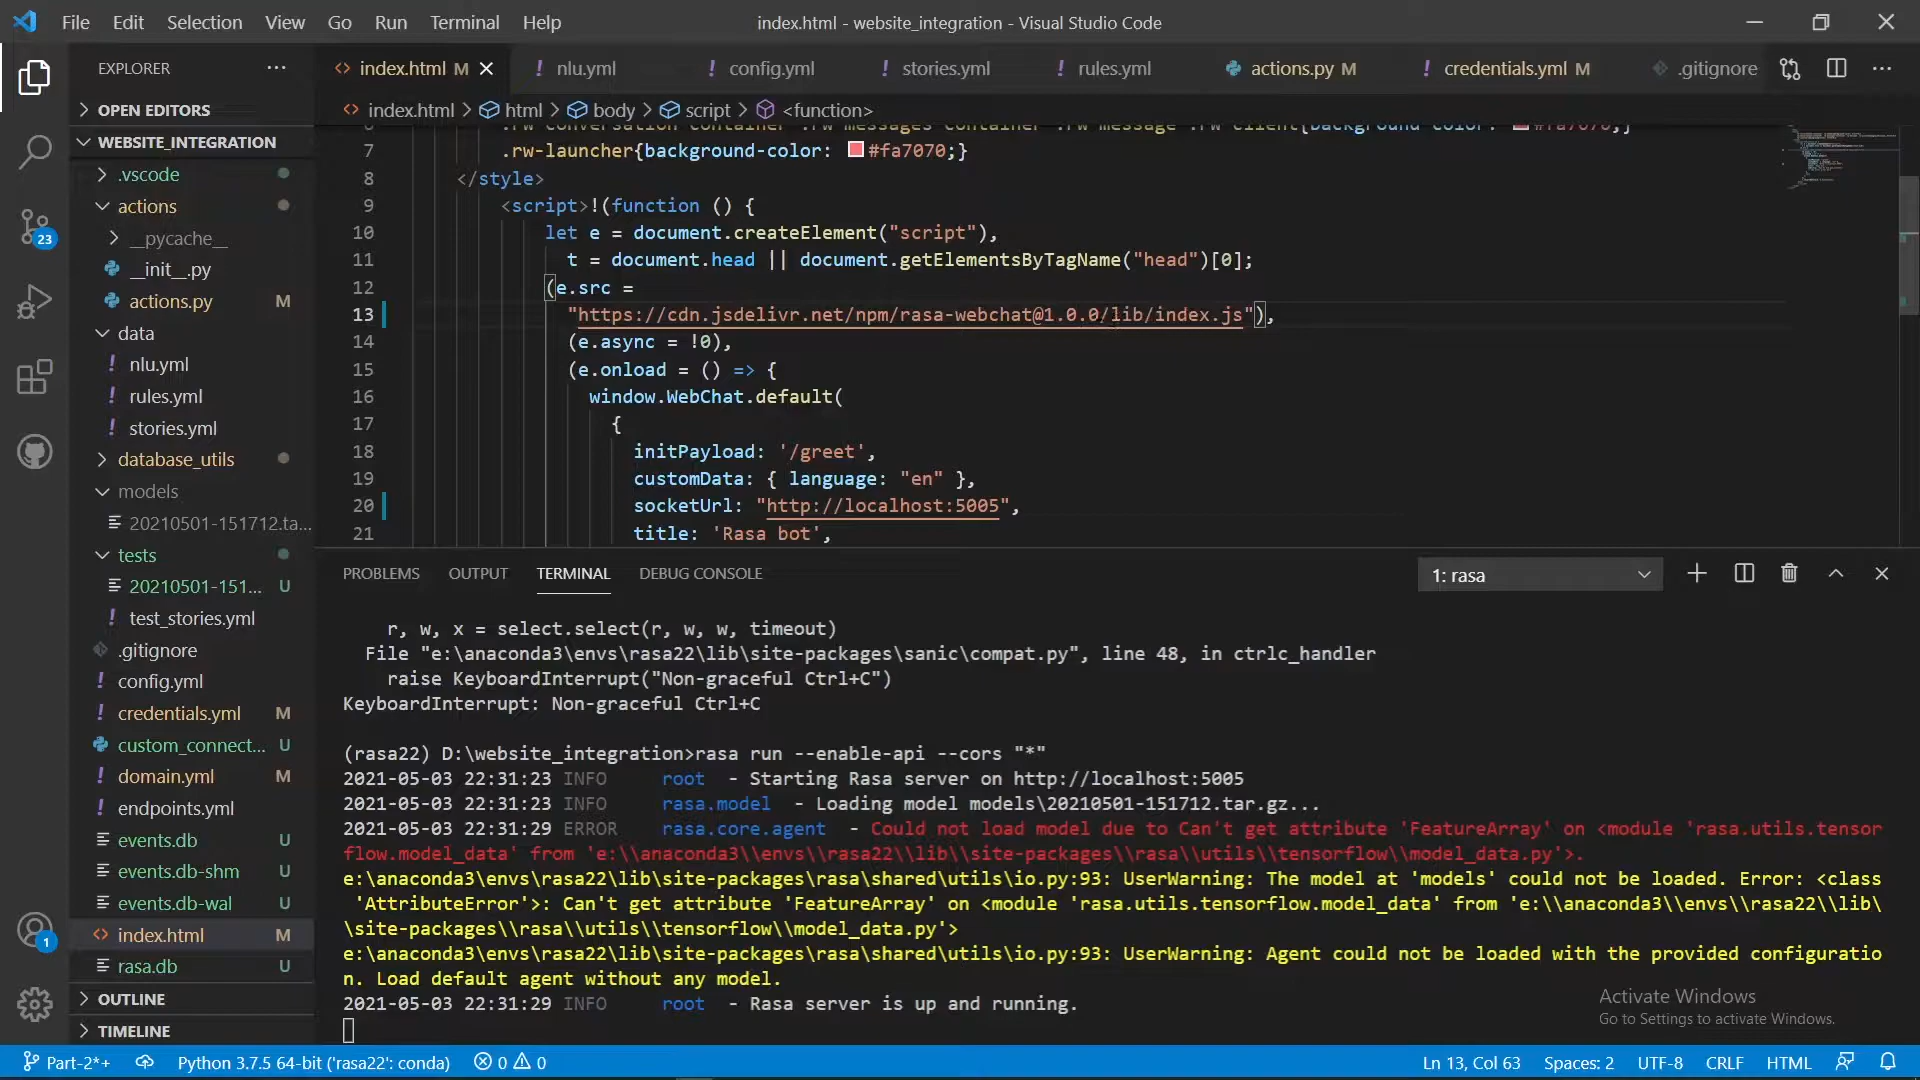 File Edit Selection View Go Run Terminal Help
index.html - website_integration - Visual Studio Code
EXPLORER
index.html M
nlu.yml
config.yml
stories.yml
rules.yml
actions.py M
credentials.yml M
.gitignore
OPEN EDITORS
WEBSITE_INTEGRATION
.vscode
actions
__pycache__
__init__.py
actions.py M
data
nlu.yml
rules.yml
stories.yml
database_utils
models
20210501-151712.ta...
tests
20210501-151... U
test_stories.yml
.gitignore
config.yml
credentials.yml M
custom_connect... U
domain.yml M
endpoints.yml
events.db U
events.db-shm U
events.db-wal U
index.html M
rasa.db U
OUTLINE
TIMELINE
23
1
index.html > html > body > script > <function>
6 .rw-conversation-container .rw-messages-container .rw-message .rw-client{background-color: #fa7070;}
7 .rw-launcher{background-color: #fa7070;}
8 </style>
9 <script>!(function () {
10 let e = document.createElement("script"),
11 t = document.head || document.getElementsByTagName("head")[0];
12 (e.src =
13 "https://cdn.jsdelivr.net/npm/rasa-webchat@1.0.0/lib/index.js"),
14 (e.async = !0),
15 (e.onload = () => {
16 window.WebChat.default(
17 {
18 initPayload: '/greet',
19 customData: { language: "en" },
20 socketUrl: "http://localhost:5005",
21 title: 'Rasa bot',
PROBLEMS OUTPUT TERMINAL DEBUG CONSOLE
1: rasa
r, w, x = select.select(r, w, w, timeout)
File "e:\anaconda3\envs\rasa22\lib\site-packages\sanic\compat.py", line 48, in ctrlc_handler
raise KeyboardInterrupt("Non-graceful Ctrl+C")
KeyboardInterrupt: Non-graceful Ctrl+C
(rasa22) D:\website_integration>rasa run --enable-api --cors "*"
2021-05-03 22:31:23 INFO root - Starting Rasa server on http://localhost:5005
2021-05-03 22:31:23 INFO rasa.model - Loading model models\20210501-151712.tar.gz...
2021-05-03 22:31:29 ERROR rasa.core.agent - Could not load model due to Can't get attribute 'FeatureArray' on <module 'rasa.utils.tensor
flow.model_data' from 'e:\\anaconda3\\envs\\rasa22\\lib\\site-packages\\rasa\\utils\\tensorflow\\model_data.py'>.
e:\anaconda3\envs\rasa22\lib\site-packages\rasa\shared\utils\io.py:93: UserWarning: The model at 'models' could not be loaded. Error: <class
'AttributeError'>: Can't get attribute 'FeatureArray' on <module 'rasa.utils.tensorflow.model_data' from 'e:\\anaconda3\\envs\\rasa22\\lib\
\site-packages\\rasa\\utils\\tensorflow\\model_data.py'>
e:\anaconda3\envs\rasa22\lib\site-packages\rasa\shared\utils\io.py:93: UserWarning: Agent could not be loaded with the provided configuratio
n. Load default agent without any model.
2021-05-03 22:31:29 INFO root - Rasa server is up and running.
Activate Windows
Go to Settings to activate Windows.
Part-2*+ Python 3.7.5 64-bit ('rasa22': conda) 0 0 Ln 13, Col 63 Spaces: 2 UTF-8 CRLF HTML